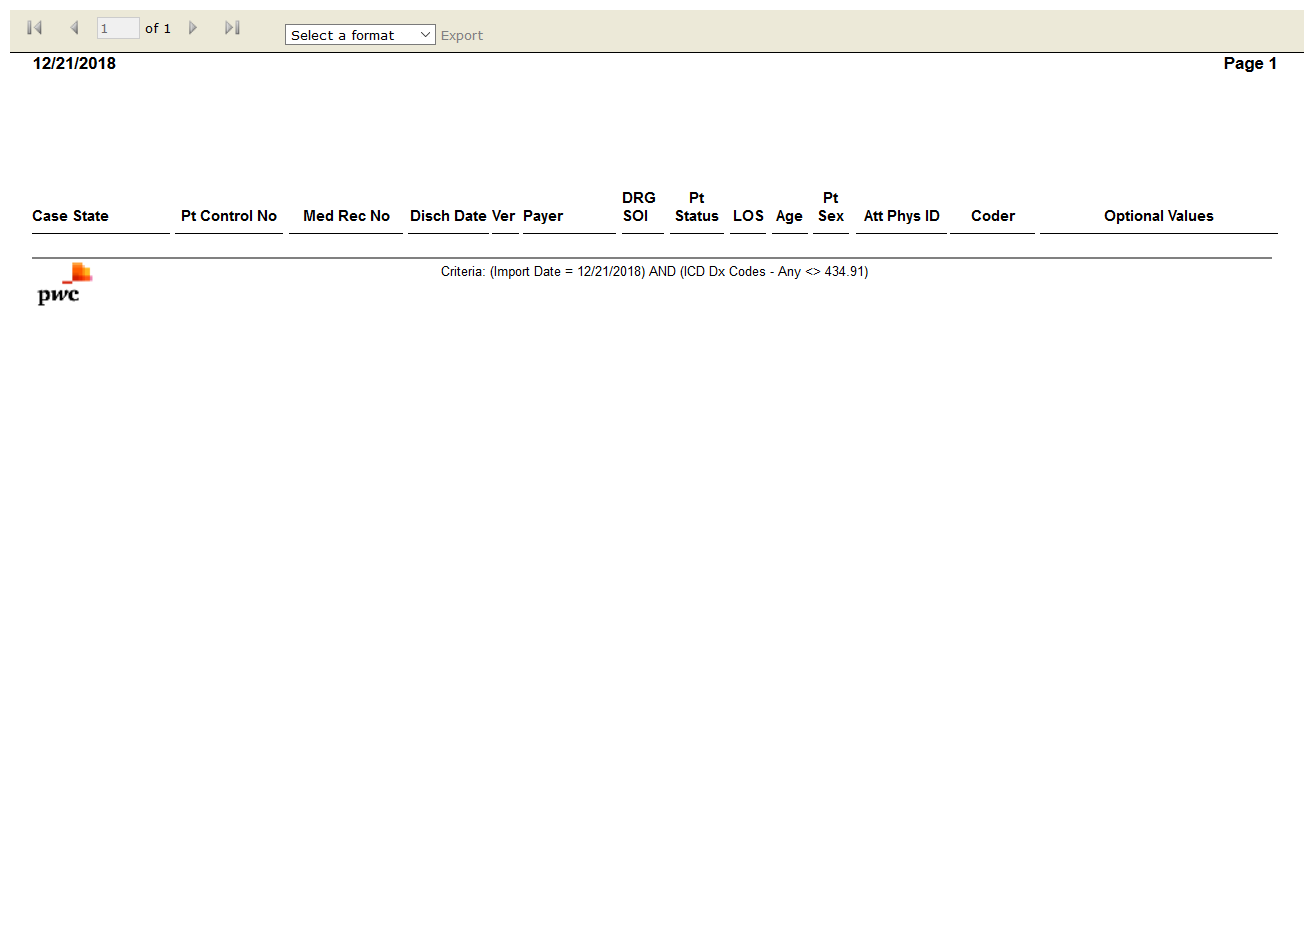 1 of 1 Select a format Export
12/21/2018 Page 1
DRG Pt Pt
Case State Pt Control No Med Rec No Disch Date Ver Payer SOI Status LOS Age Sex Att Phys ID Coder Optional Values
Criteria: (Import Date = 12/21/2018) AND (ICD Dx Codes - Any <> 434.91)
pwc